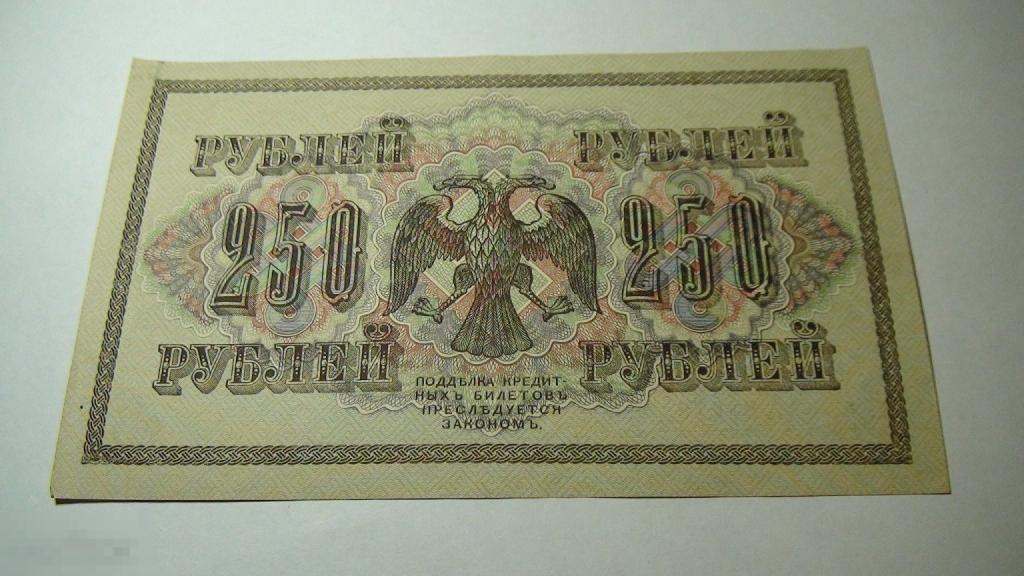 РУБЛЕЙ РУБЛЕЙ
250 250
РУБЛЕЙ РУБЛЕЙ
ПОДДѢЛКА КРЕДИТ-
НЫХЪ БИЛЕТОВЪ
ПРЕСЛѢДУЕТСЯ
ЗАКОНОМЪ.